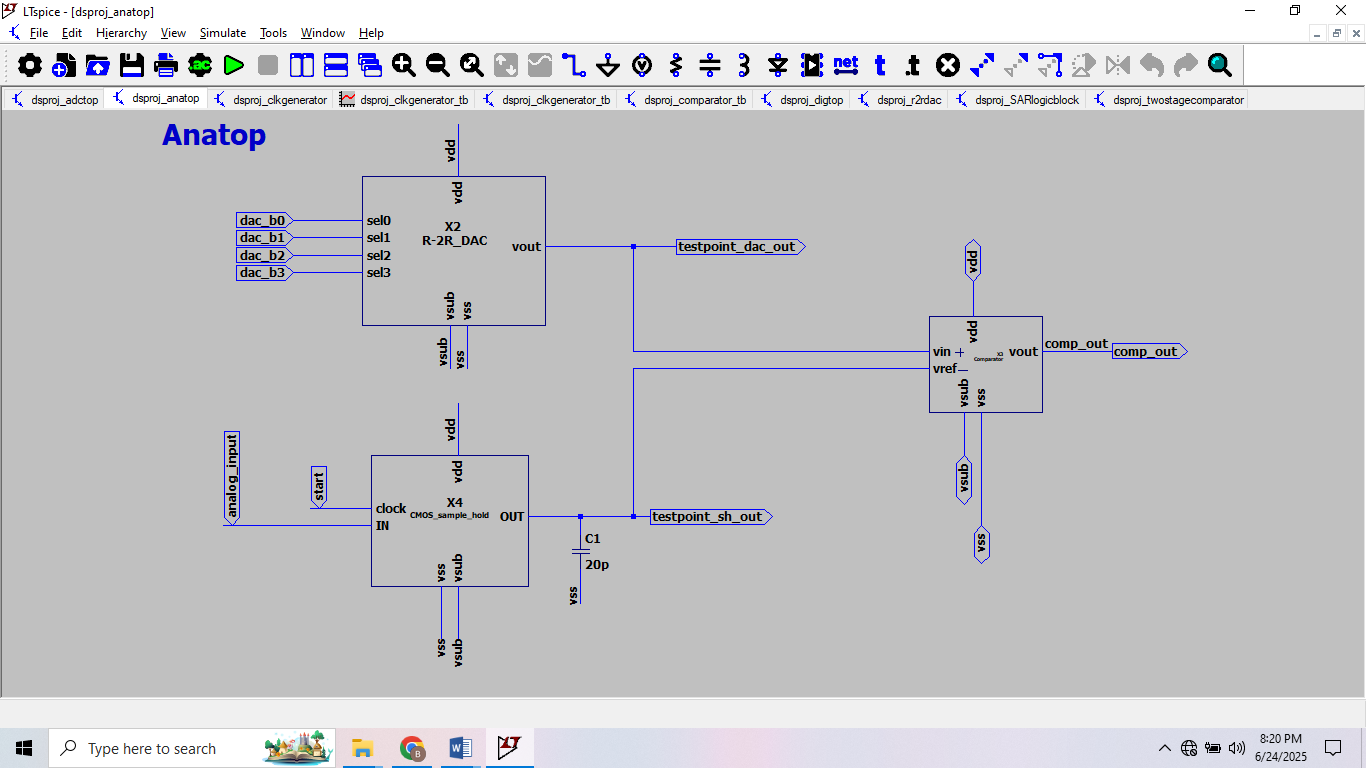 LTspice - [dsproj_anatop]
File Edit Hierarchy View Simulate Tools Window Help
.ac
net t .t
dsproj_adctop dsproj_anatop dsproj_clkgenerator dsproj_clkgenerator_tb dsproj_clkgenerator_tb dsproj_comparator_tb dsproj_digtop dsproj_r2rdac dsproj_SARlogicblock dsproj_twostagecomparator
Anatop
vdd
vdd
dac_b0
dac_b1
dac_b2
dac_b3
sel0
sel1
sel2
sel3
X2
R-2R_DAC
vout
vsub
vss
vsub
vss
testpoint_dac_out
vdd
vdd
vin +
vref −
X3
Comparator
vout
comp_out
comp_out
vsub
vss
vsub
vss
analog_input
start
vdd
vdd
clock
IN
X4
CMOS_sample_hold
OUT
vss
vsub
vss
vsub
testpoint_sh_out
C1
20p
vss
Type here to search
8:20 PM
6/24/2025